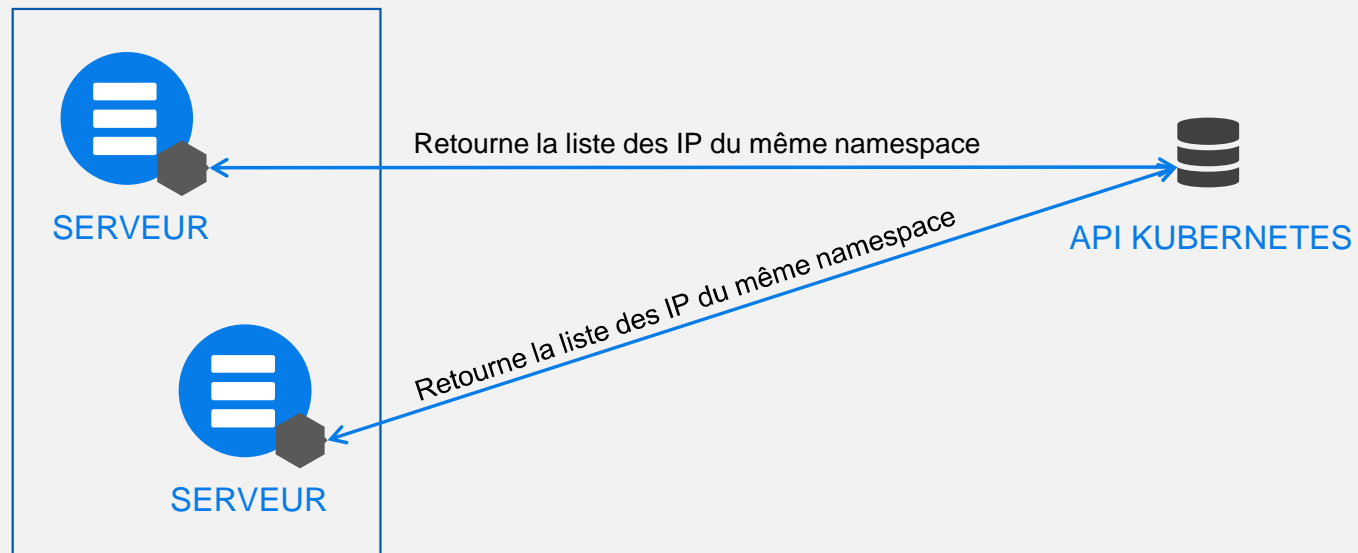 Retourne la liste des IP du même namespace
SERVEUR
API KUBERNETES
Retourne la liste des IP du même namespace
SERVEUR